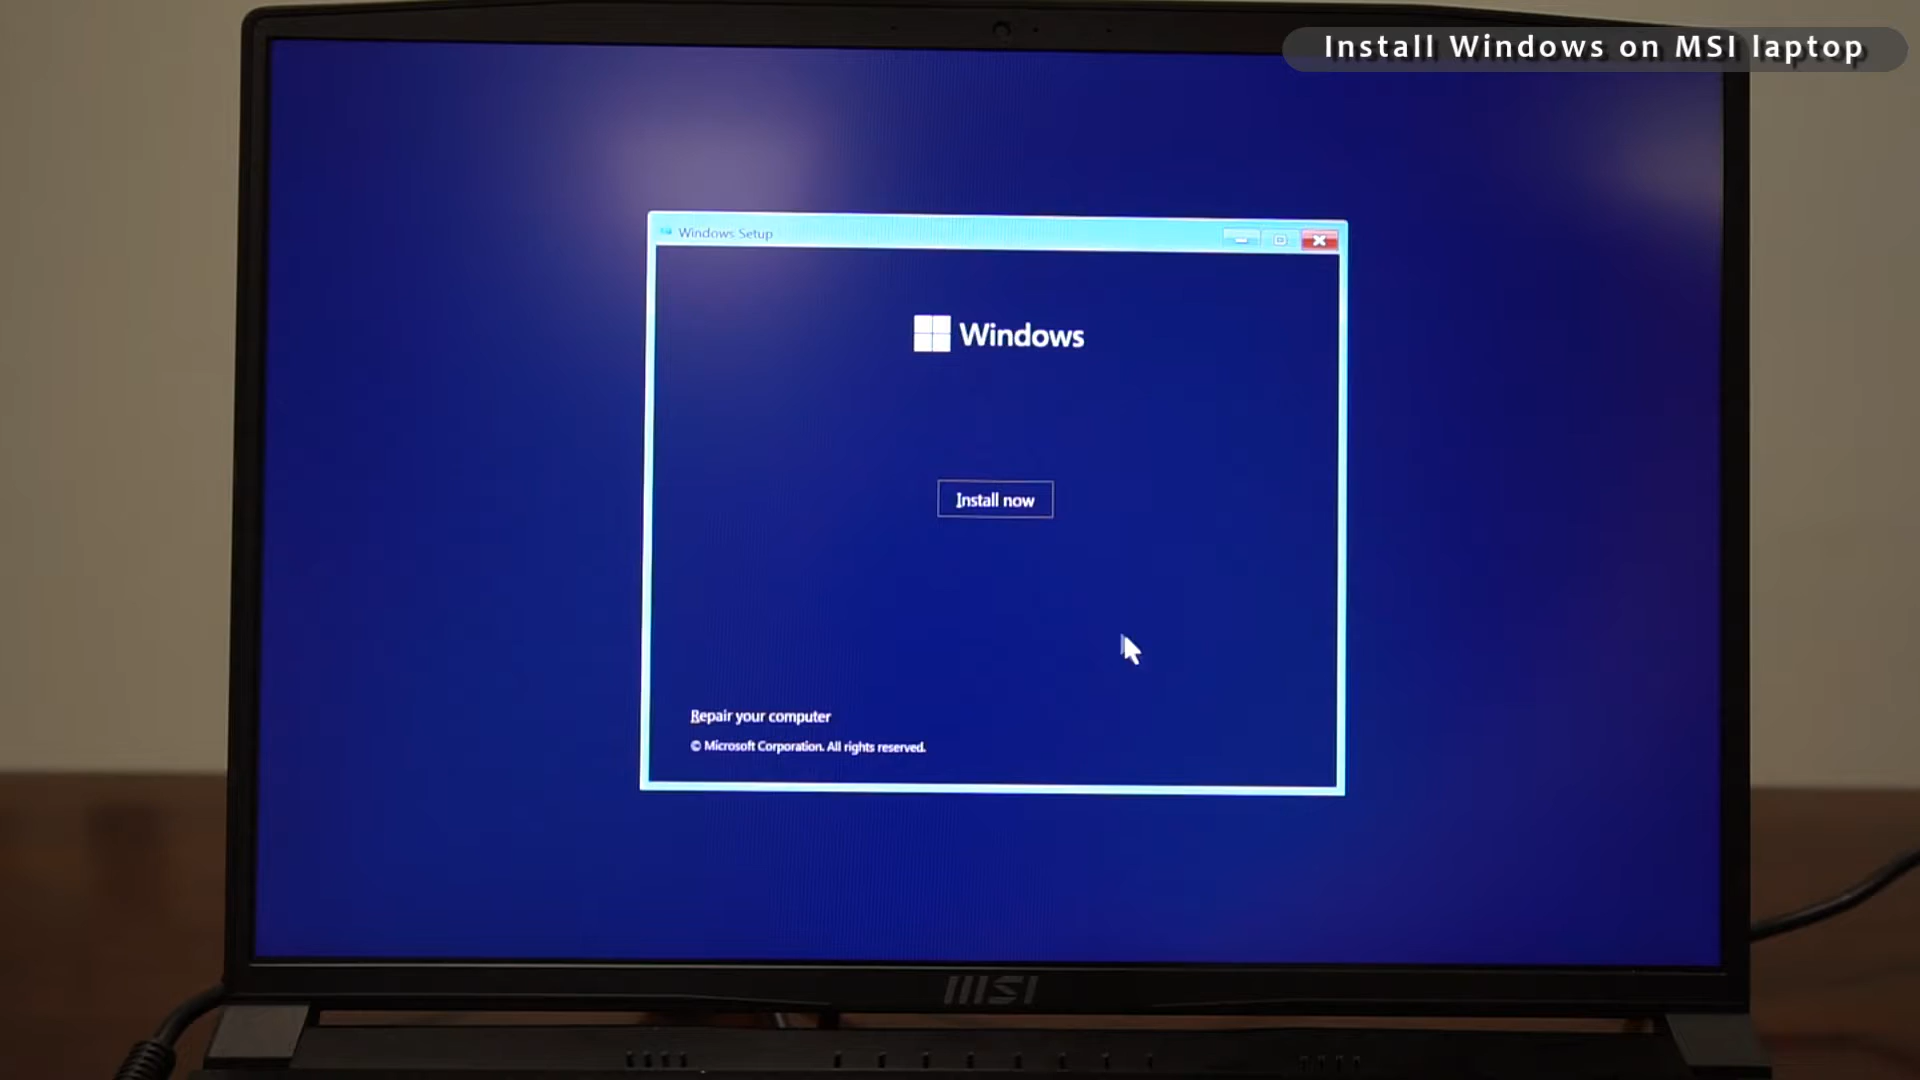 Install Windows on MSI laptop
Windows Setup
Windows
Install now
Repair your computer
© Microsoft Corporation. All rights reserved.
MSI